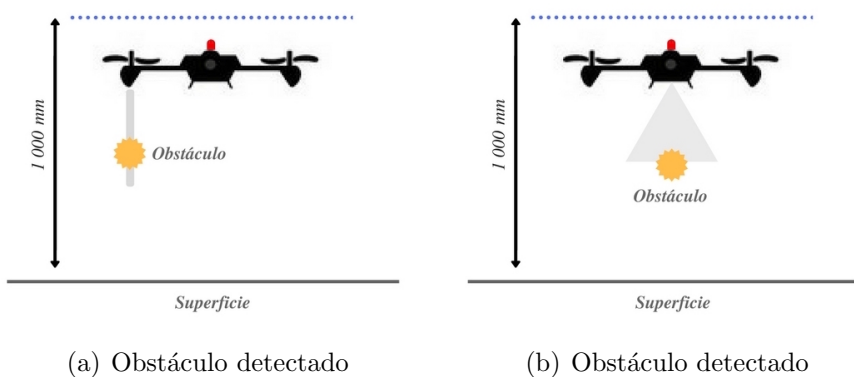 1 000 mm
Obstáculo
Superficie
(a) Obstáculo detectado
1 000 mm
Obstáculo
Superficie
(b) Obstáculo detectado